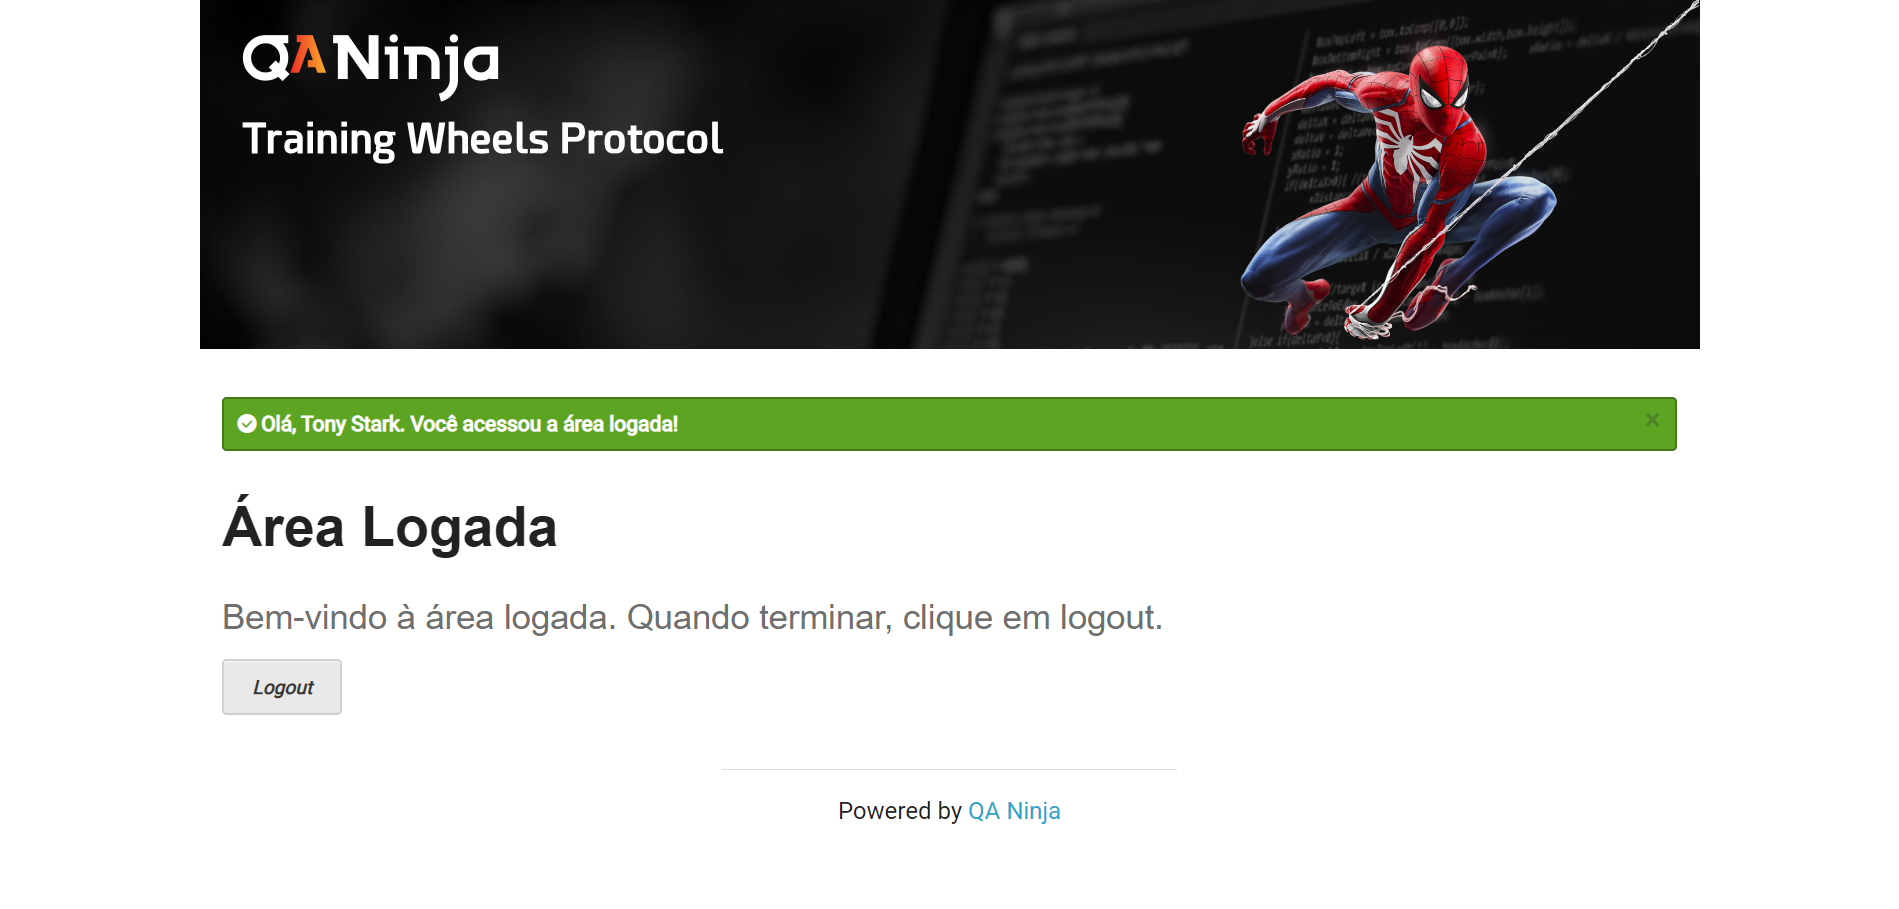 QA Ninja
Training Wheels Protocol
Olá, Tony Stark. Você acessou a área logada!
×
Área Logada
Bem-vindo à área logada. Quando terminar, clique em logout.
Logout
Powered by QA Ninja